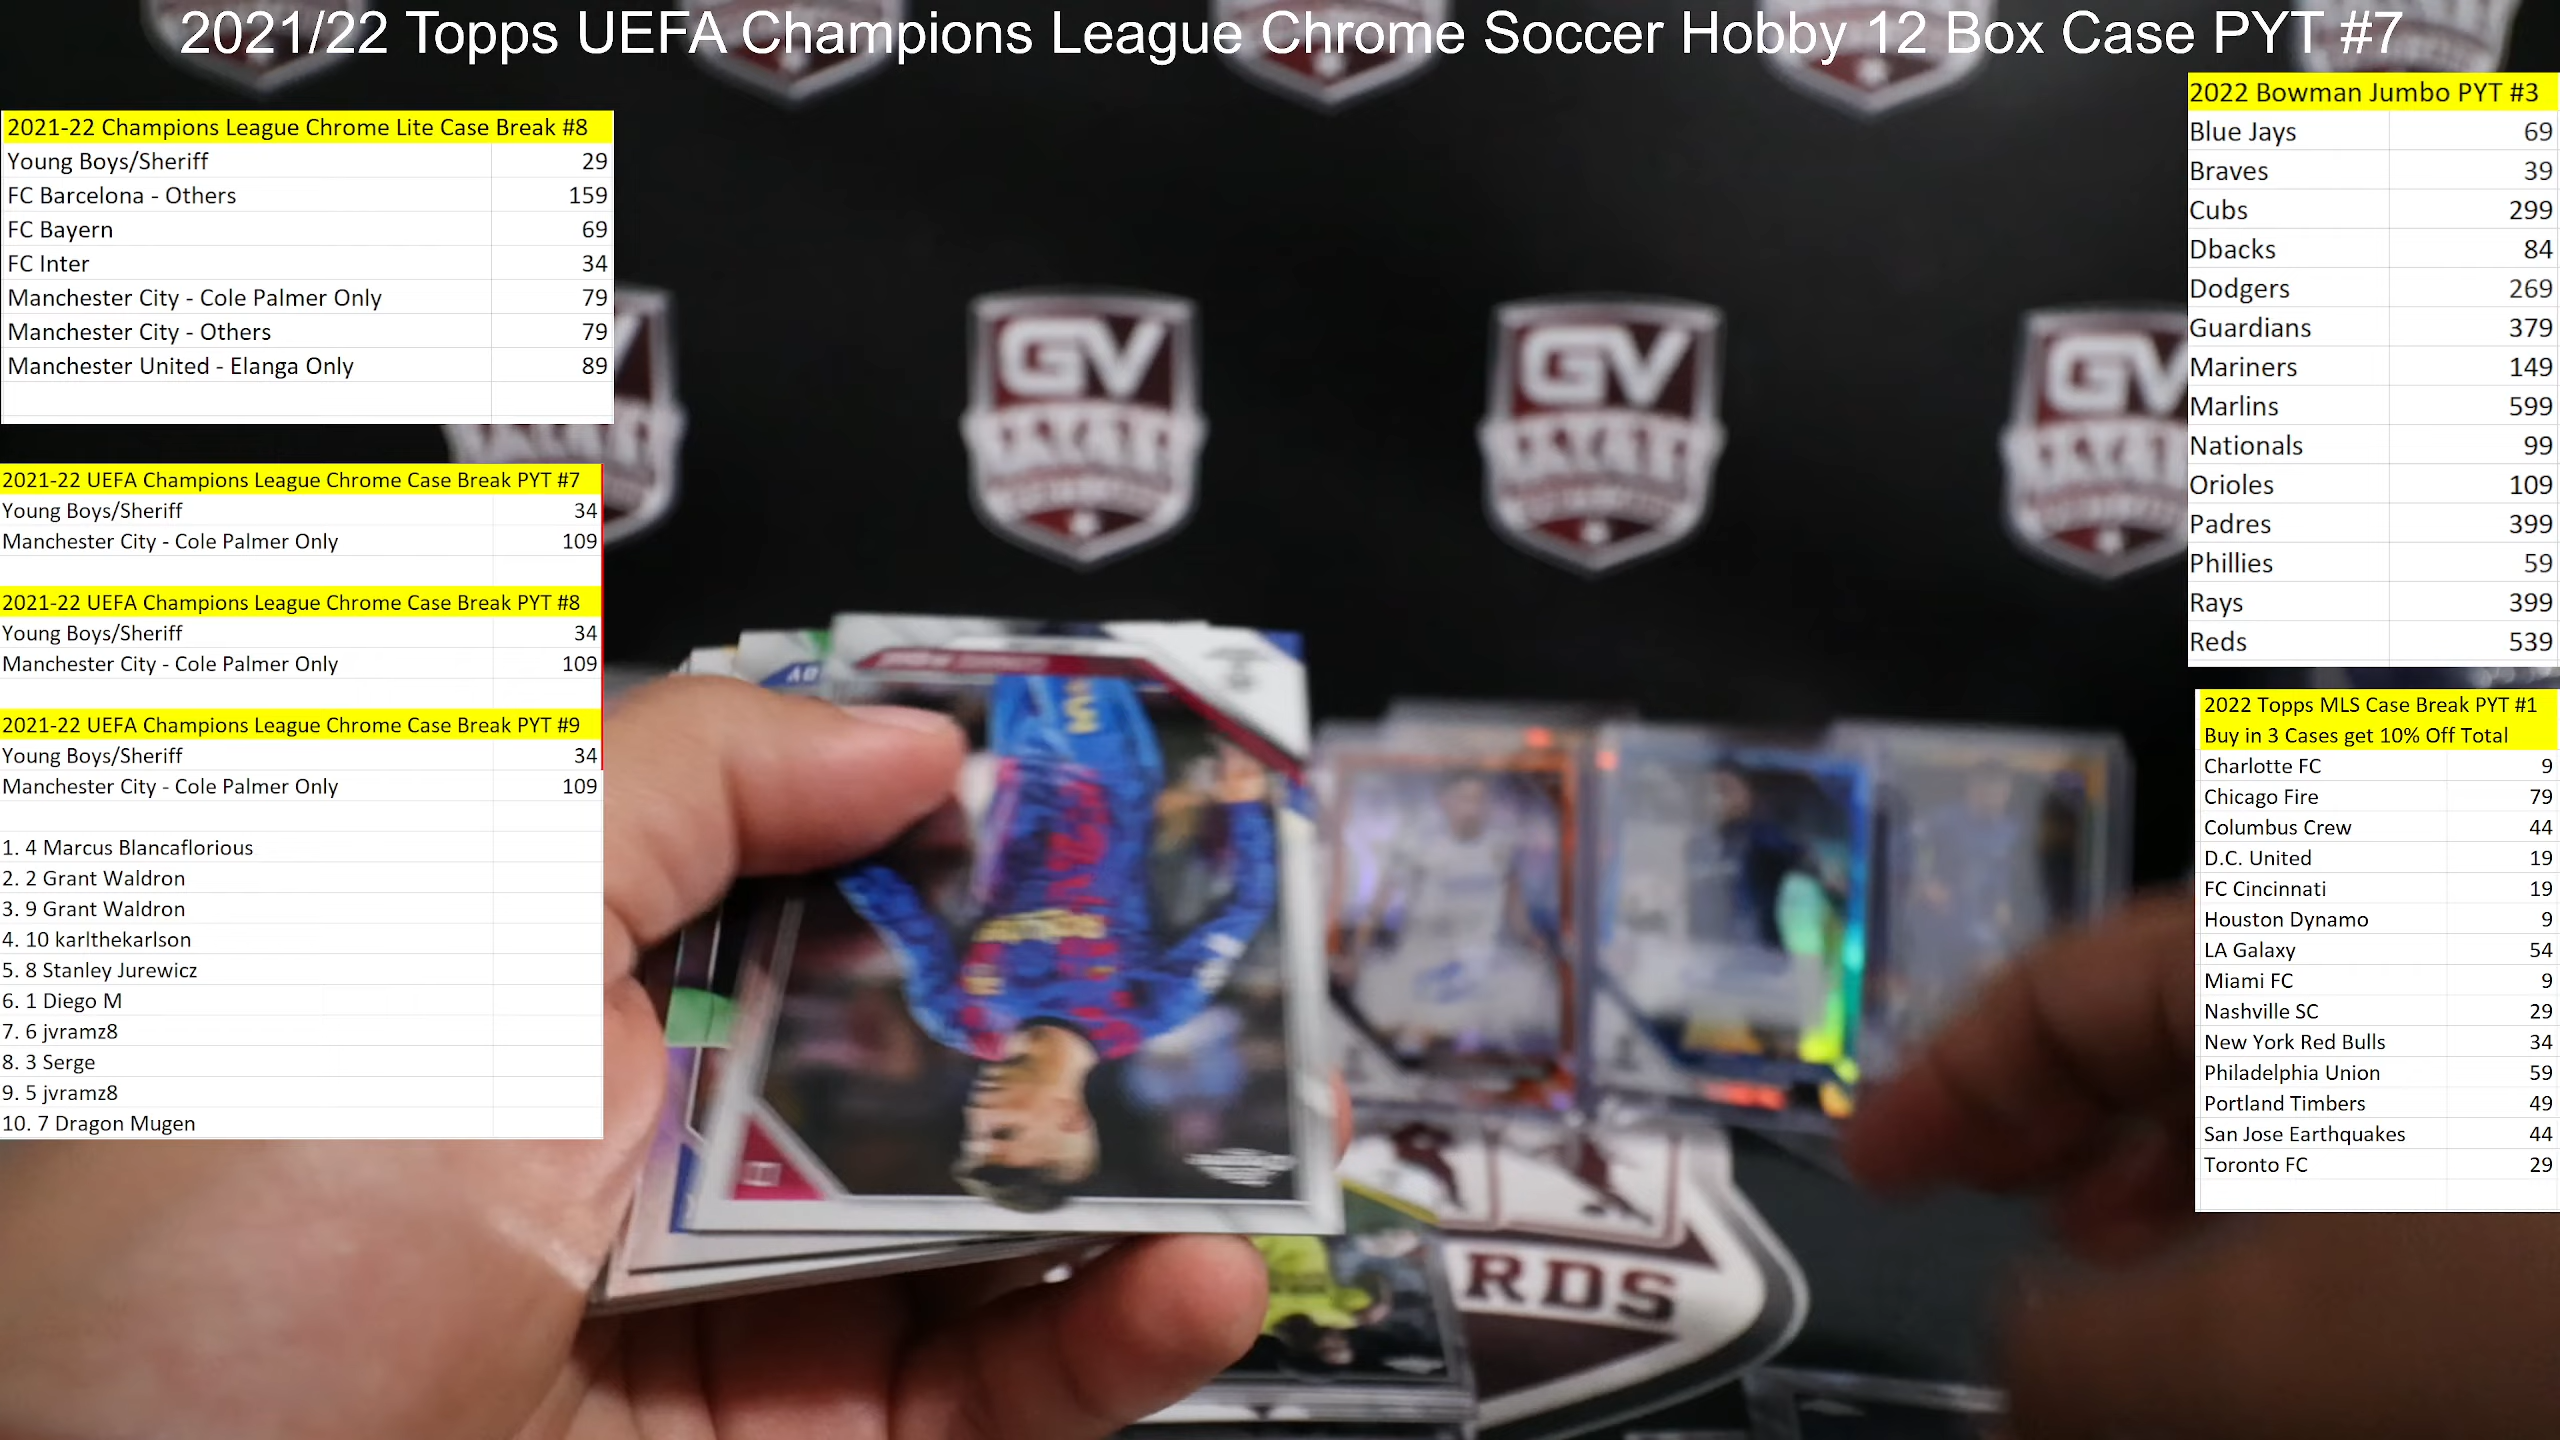 2021/22 Topps UEFA Champions League Chrome Soccer Hobby 12 Box Case PYT #7
2021-22 Champions League Chrome Lite Case Break #8
Young Boys/Sheriff 29
FC Barcelona - Others 159
FC Bayern 69
FC Inter 34
Manchester City - Cole Palmer Only 79
Manchester City - Others 79
Manchester United - Elanga Only 89
2021-22 UEFA Champions League Chrome Case Break PYT #7
Young Boys/Sheriff 34
Manchester City - Cole Palmer Only 109
2021-22 UEFA Champions League Chrome Case Break PYT #8
Young Boys/Sheriff 34
Manchester City - Cole Palmer Only 109
2021-22 UEFA Champions League Chrome Case Break PYT #9
Young Boys/Sheriff 34
Manchester City - Cole Palmer Only 109
1. 4 Marcus Blancaflorious
2. 2 Grant Waldron
3. 9 Grant Waldron
4. 10 karlthekarlson
5. 8 Stanley Jurewicz
6. 1 Diego M
7. 6 jvramz8
8. 3 Serge
9. 5 jvramz8
10. 7 Dragon Mugen
2022 Bowman Jumbo PYT #3
Blue Jays 69
Braves 39
Cubs 299
Dbacks 84
Dodgers 269
Guardians 379
Mariners 149
Marlins 599
Nationals 99
Orioles 109
Padres 399
Phillies 59
Rays 399
Reds 539
2022 Topps MLS Case Break PYT #1
Buy in 3 Cases get 10% Off Total
Charlotte FC 9
Chicago Fire 79
Columbus Crew 44
D.C. United 19
FC Cincinnati 19
Houston Dynamo 9
LA Galaxy 54
Miami FC 9
Nashville SC 29
New York Red Bulls 34
Philadelphia Union 59
Portland Timbers 49
San Jose Earthquakes 44
Toronto FC 29
GV
GV
GV
RDS